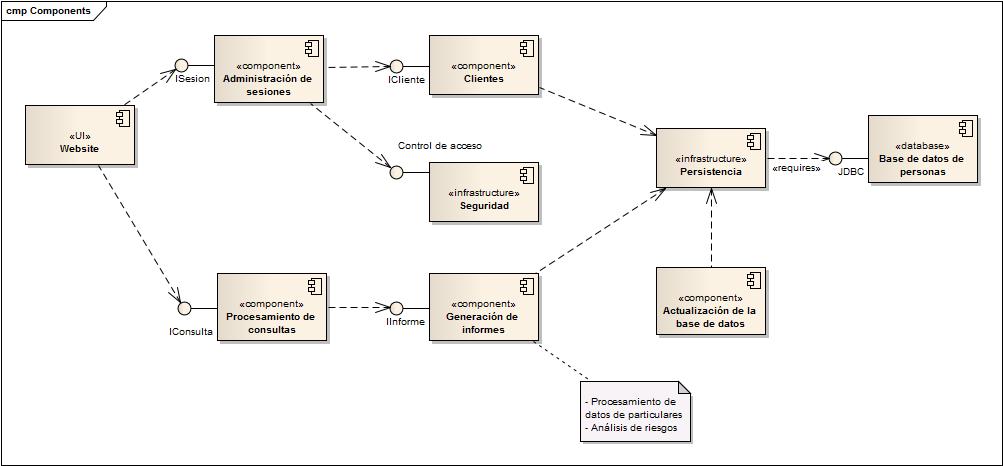 cmp Components
«component»
Administración de
sesiones
ISesion
«component»
Clientes
ICliente
«UI»
Website
Control de acceso
«infrastructure»
Seguridad
«infrastructure»
Persistencia
«requires»
JDBC
«database»
Base de datos de
personas
«component»
Procesamiento de
consultas
IConsulta
«component»
Generación de
informes
IInforme
«component»
Actualización de la
base de datos
- Procesamiento de
datos de particulares
- Análisis de riesgos